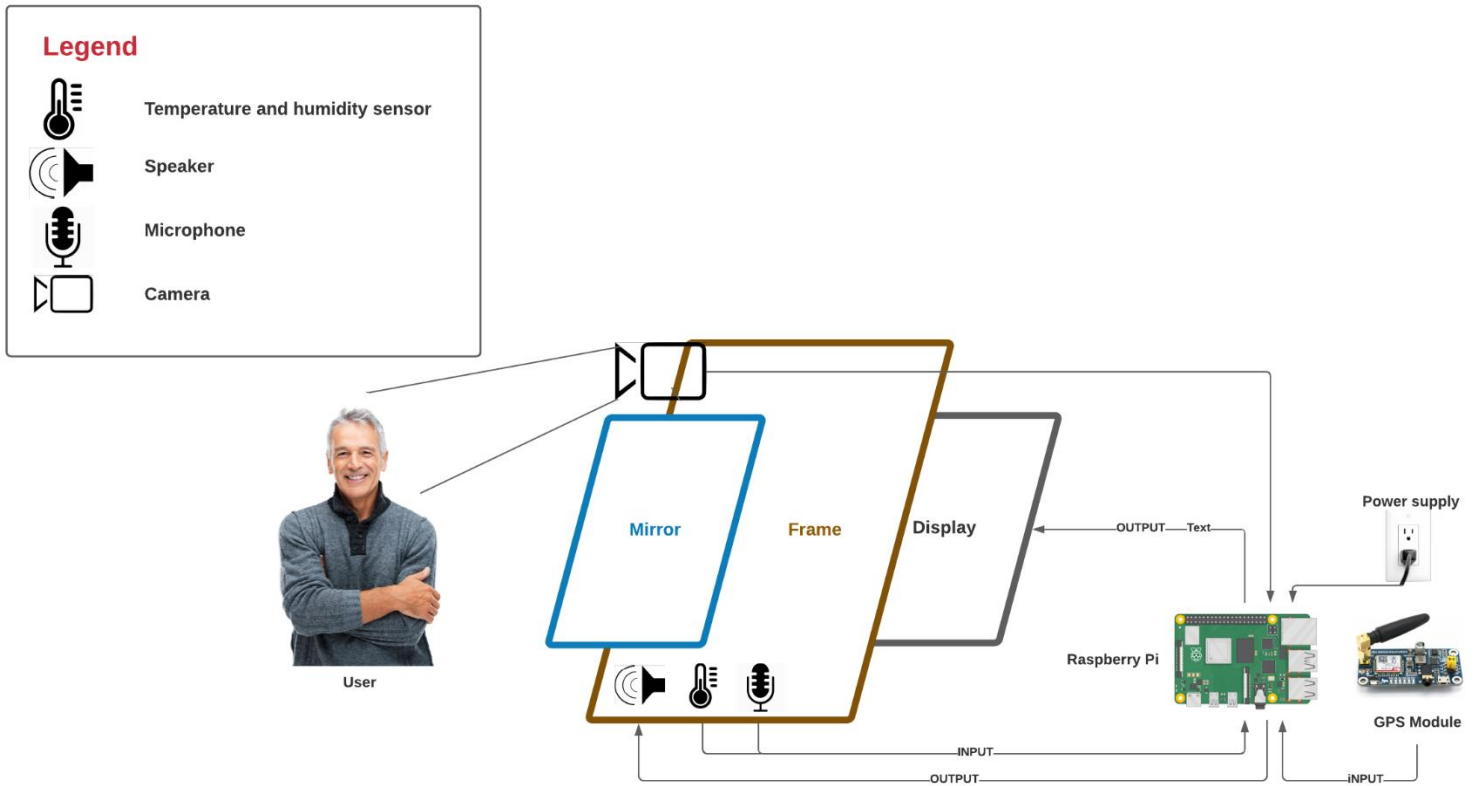 Legend
Temperature and humidity sensor
Speaker
Microphone
Camera
Mirror
Frame
Display
OUTPUT Text
Power supply
Raspberry Pi
User
GPS Module
INPUT
OUTPUT
iNPUT